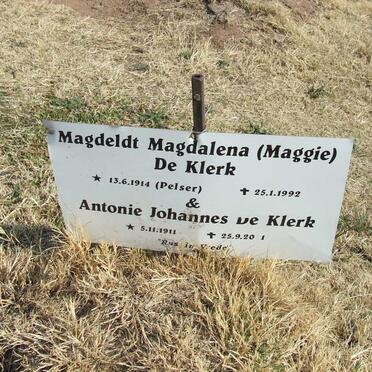 Magdeldt Magdalena (Maggie)
De Klerk
* 13.6.1914 (Pelser) ✝ 25.1.1992
&
Antonie Johannes De Klerk
* 5.11.1911 ✝ 25.9.20 1
"Rus in Vrede"